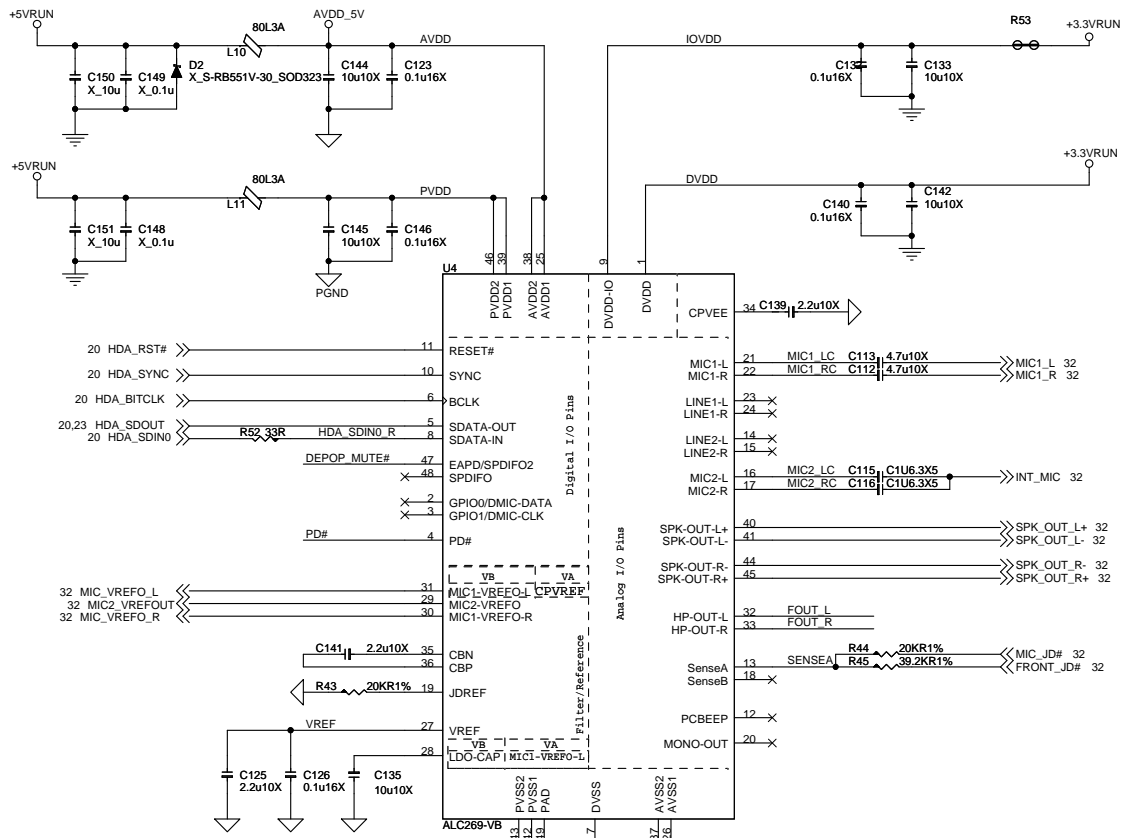 +5VRUN
80L3A
L10
AVDD_5V
AVDD
C150
X_10u
C149
X_0.1u
D2
X_S-RB551V-30_SOD323
C144
10u10X
C123
0.1u16X
IOVDD
R53
+3.3VRUN
0.1u16X
C133
10u10X
+5VRUN
80L3A
L11
PVDD
C151
X_10u
C148
X_0.1u
C145
10u10X
C146
0.1u16X
PGND
DVDD
+3.3VRUN
C140
0.1u16X
C142
10u10X
U4
46 39 38 25 9 1
PVDD2
PVDD1
AVDD2
AVDD1
DVDD-IO
DVDD
CPVEE 34 C139 2.2u10X
20 HDA_RST# 11 RESET#
20 HDA_SYNC 10 SYNC
20 HDA_BITCLK 6 BCLK
20,23 HDA_SDOUT 5 SDATA-OUT
20 HDA_SDIN0 R52 33R HDA_SDIN0_R 8 SDATA-IN
DEPOP_MUTE# 47 EAPD/SPDIFO2
48 SPDIFO
2 GPIO0/DMIC-DATA
3 GPIO1/DMIC-CLK
PD# 4 PD#
Digital I/O Pins
Analog I/O Pins
MIC1-L 21 MIC1_LC C113 4.7u10X MIC1_L 32
MIC1-R 22 MIC1_RC C112 4.7u10X MIC1_R 32
LINE1-L 23
LINE1-R 24
LINE2-L 14
LINE2-R 15
MIC2-L 16 MIC2_LC C115 C1U6.3X5 INT_MIC 32
MIC2-R 17 MIC2_RC C116 C1U6.3X5
SPK-OUT-L+ 40 SPK_OUT_L+ 32
SPK-OUT-L- 41 SPK_OUT_L- 32
SPK-OUT-R- 44 SPK_OUT_R- 32
SPK-OUT-R+ 45 SPK_OUT_R+ 32
HP-OUT-L 32 FOUT_L
HP-OUT-R 33 FOUT_R
SenseA 13 SENSEA
R44 20KR1% MIC_JD# 32
R45 39.2KR1% FRONT_JD# 32
SenseB 18
PCBEEP 12
MONO-OUT 20
VB VA
32 MIC_VREFO_L 31 MIC1-VREFO-L CPVREF
32 MIC2_VREFOUT 29 MIC2-VREFO
32 MIC_VREFO_R 30 MIC1-VREFO-R
C141 2.2u10X 35 CBN
36 CBP
R43 20KR1% 19 JDREF
Filter/Reference
VREF 27 VREF
VB VA
28 LDO-CAP MIC1-VREFO-L
C125
2.2u10X
C126
0.1u16X
C135
10u10X
PVSS2
PVSS1
PAD
DVSS
AVSS2
AVSS1
ALC269-VB
49 7